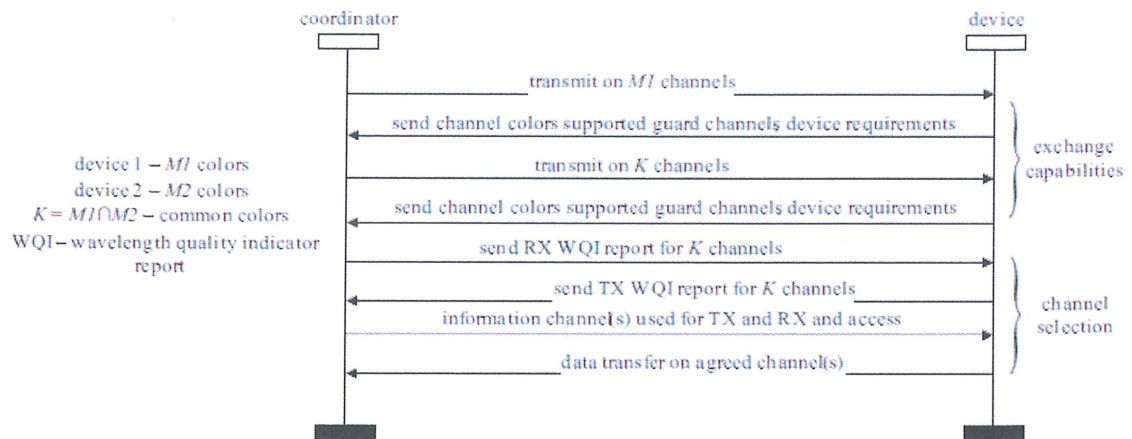 coordinator
device
transmit on M1 channels
send channel colors supported guard channels device requirements
transmit on K channels
send channel colors supported guard channels device requirements
exchange
capabilities
device 1 – M1 colors
device 2 – M2 colors
K = M1∩M2 – common colors
WQI – wavelength quality indicator
report
send RX WQI report for K channels
send TX WQI report for K channels
information channel(s) used for TX and RX and access
data transfer on agreed channel(s)
channel
selection